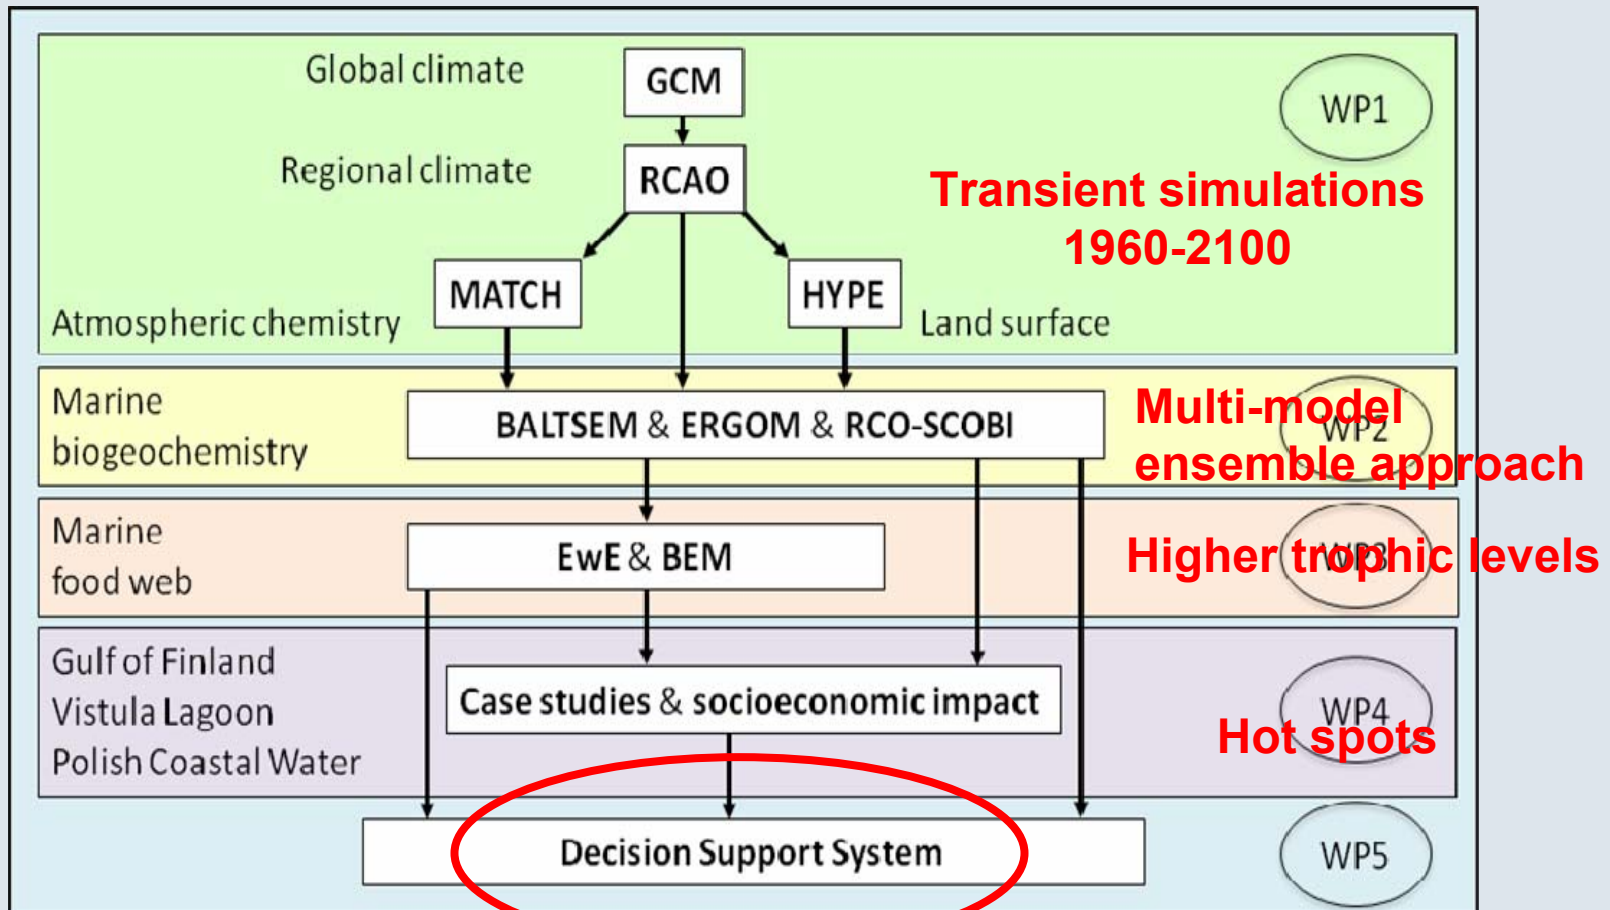 Global climate
GCM
WP1
Regional climate
RCAO
Transient simulations
1960-2100
MATCH
HYPE
Atmospheric chemistry
Land surface
Marine
biogeochemistry
BALTSEM & ERGOM & RCO-SCOBI
Multi-model
ensemble approach
WP2
Marine
food web
EwE & BEM
Higher trophic levels
WP3
Gulf of Finland
Vistula Lagoon
Polish Coastal Water
Case studies & socioeconomic impact
WP4
Hot spots
Decision Support System
WP5